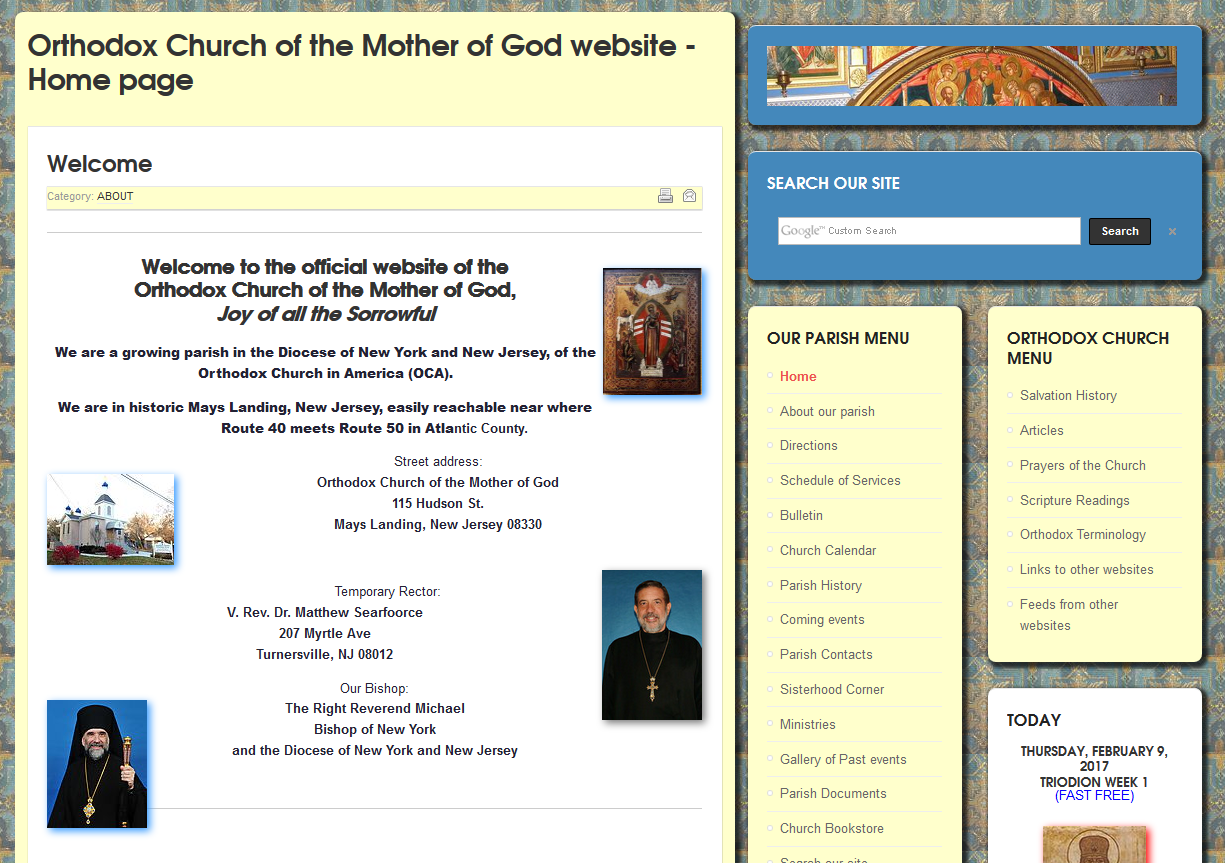 Orthodox Church of the Mother of God website -
Home page
Welcome
Category: ABOUT
Welcome to the official website of the
Orthodox Church of the Mother of God,
Joy of all the Sorrowful
We are a growing parish in the Diocese of New York and New Jersey, of the
Orthodox Church in America (OCA).
We are in historic Mays Landing, New Jersey, easily reachable near where
Route 40 meets Route 50 in Atlantic County.
Street address:
Orthodox Church of the Mother of God
115 Hudson St.
Mays Landing, New Jersey 08330
Temporary Rector:
V. Rev. Dr. Matthew Searfoorce
207 Myrtle Ave
Turnersville, NJ 08012
Our Bishop:
The Right Reverend Michael
Bishop of New York
and the Diocese of New York and New Jersey
SEARCH OUR SITE
Google™ Custom Search
Search
×
OUR PARISH MENU
Home
About our parish
Directions
Schedule of Services
Bulletin
Church Calendar
Parish History
Coming events
Parish Contacts
Sisterhood Corner
Ministries
Gallery of Past events
Parish Documents
Church Bookstore
Search our site
ORTHODOX CHURCH
MENU
Salvation History
Articles
Prayers of the Church
Scripture Readings
Orthodox Terminology
Links to other websites
Feeds from other
websites
TODAY
THURSDAY, FEBRUARY 9,
2017
TRIODION WEEK 1
(FAST FREE)